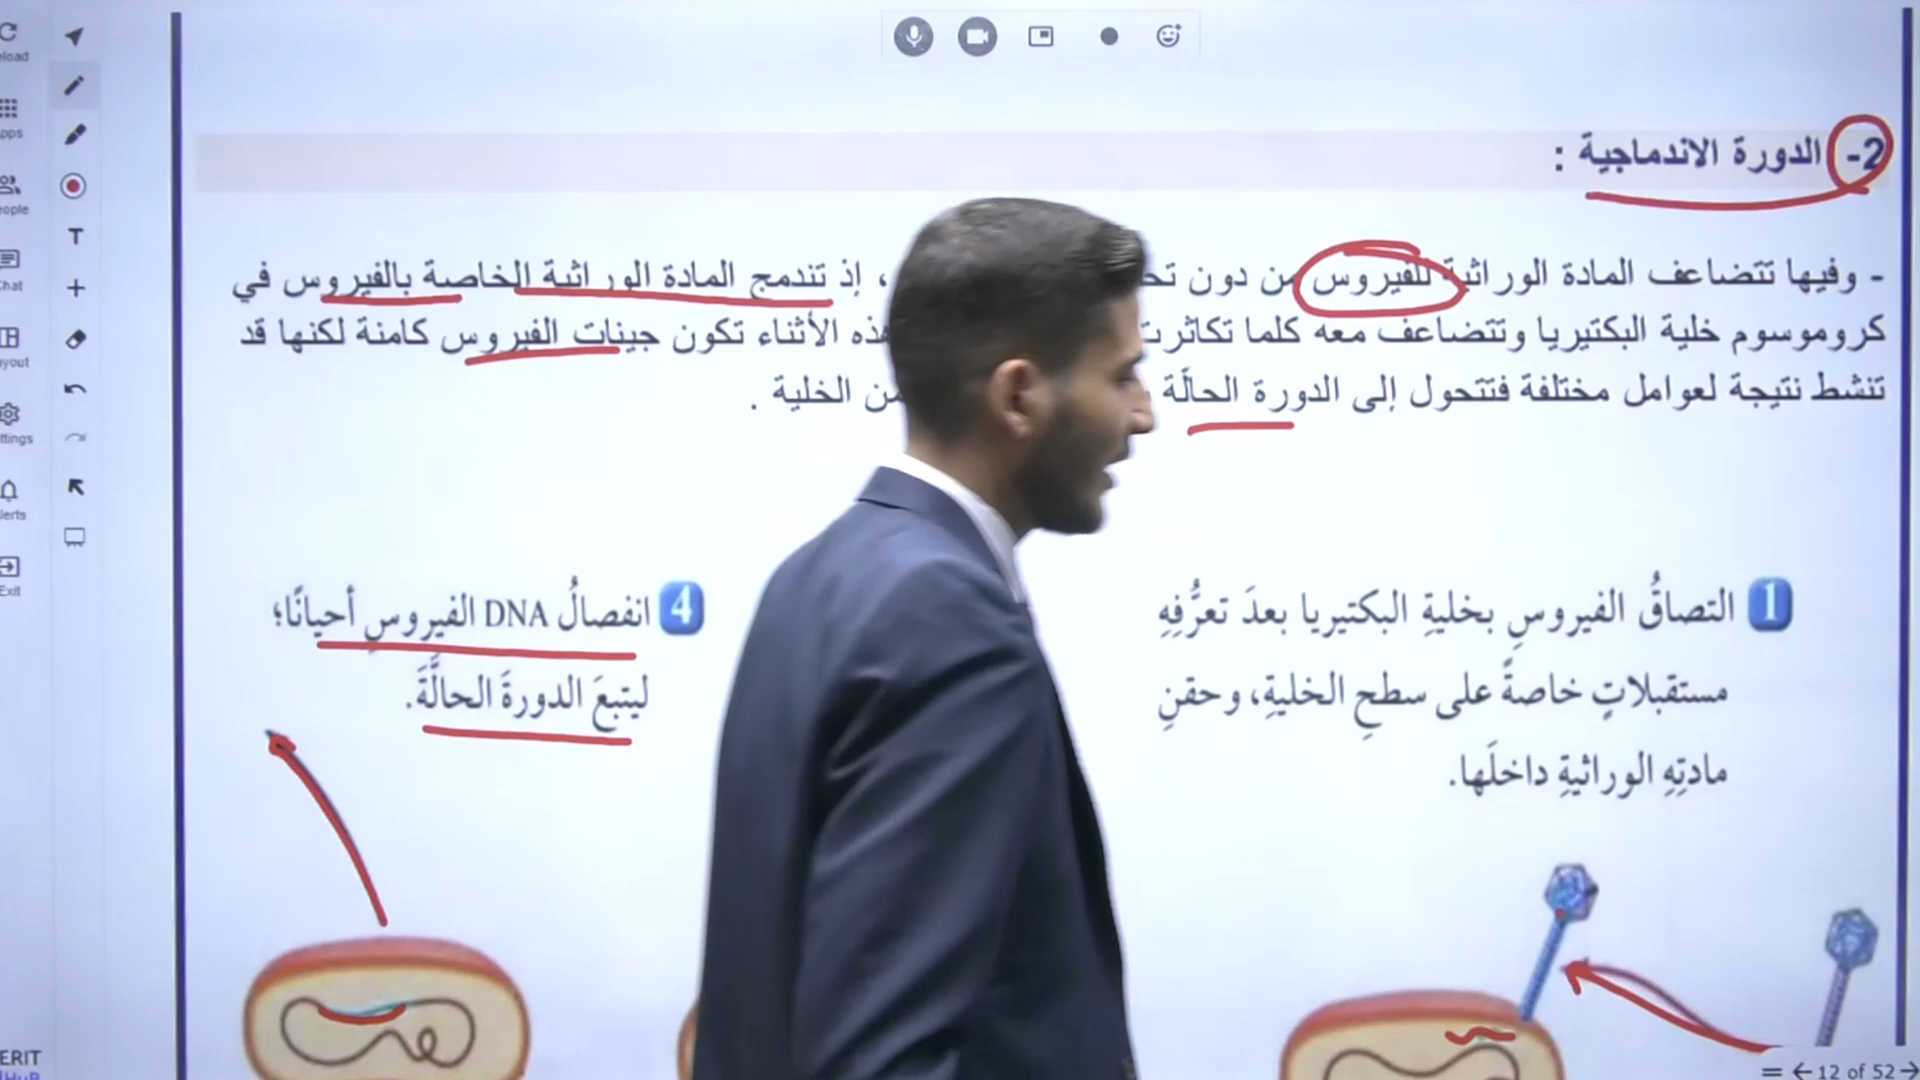 2- الدورة الاندماجية :
- وفيها تتضاعف المادة الوراثية للفيروس من دون تح ، إذ تندمج المادة الوراثية الخاصة بالفيروس في
كروموسوم خلية البكتيريا وتتضاعف معه كلما تكاثرت هذه الأثناء تكون جينات الفيروس كامنة لكنها قد
تنشط نتيجة لعوامل مختلفة فتتحول إلى الدورة الحالّة من الخلية .
1 التصاقُ الفيروسِ بخليةِ البكتيريا بعدَ تعرُّفِهِ
مستقبلاتٍ خاصةً على سطحِ الخليةِ، وحقنِ
مادتِهِ الوراثيةِ داخلَها.
4 انفصالُ DNA الفيروسِ أحيانًا؛
ليتبعَ الدورةَ الحالَّةَ.
T
Exit
ERIT
12 of 52